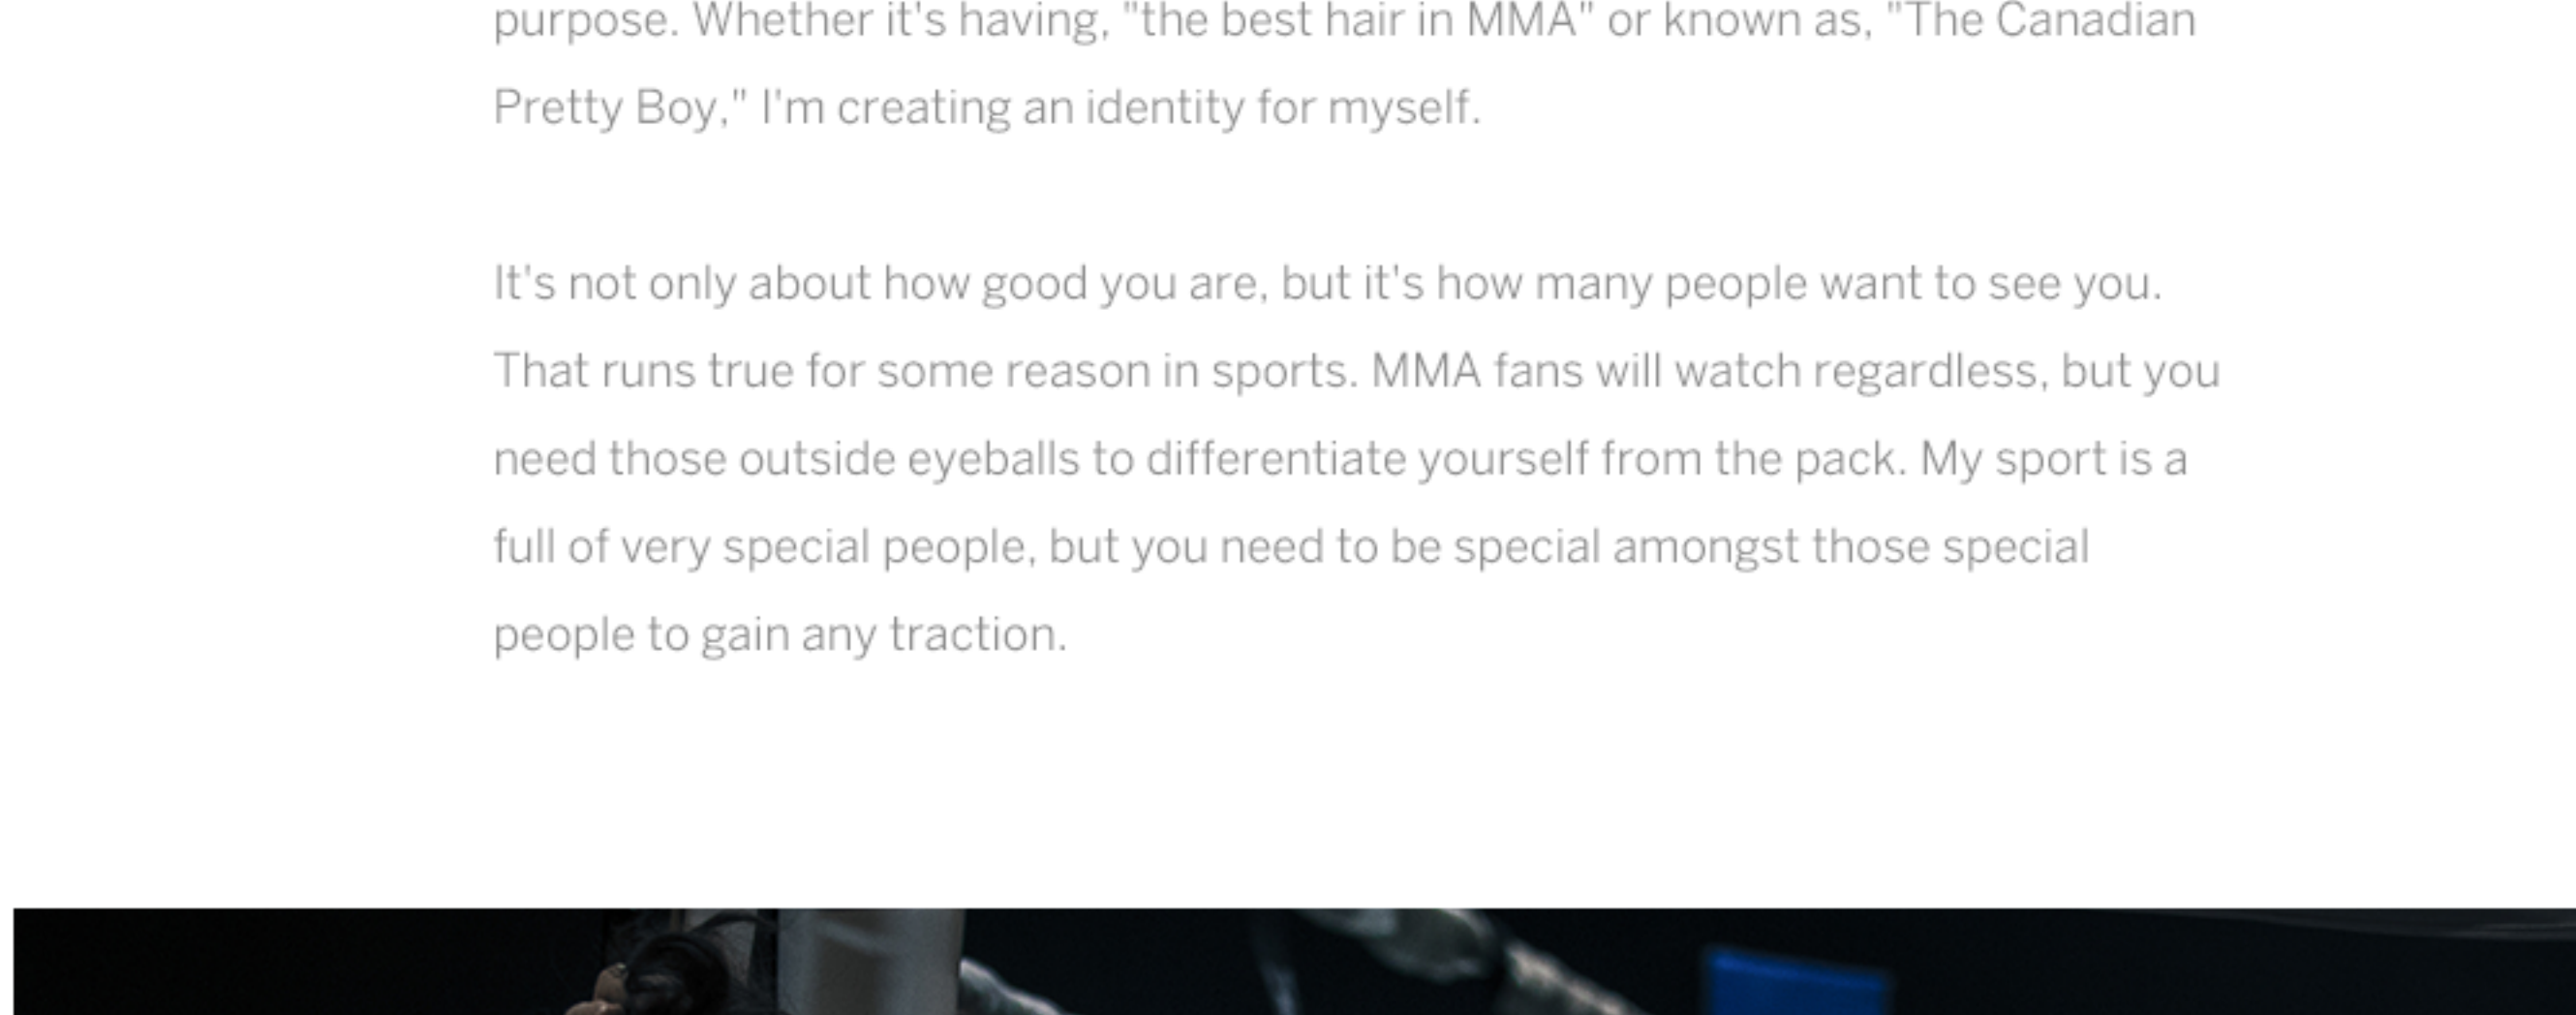 purpose. Whether it's having, "the best hair in MMA" or known as, "The Canadian
Pretty Boy," I'm creating an identity for myself.
It's not only about how good you are, but it's how many people want to see you.
That runs true for some reason in sports. MMA fans will watch regardless, but you
need those outside eyeballs to differentiate yourself from the pack. My sport is a
full of very special people, but you need to be special amongst those special
people to gain any traction.